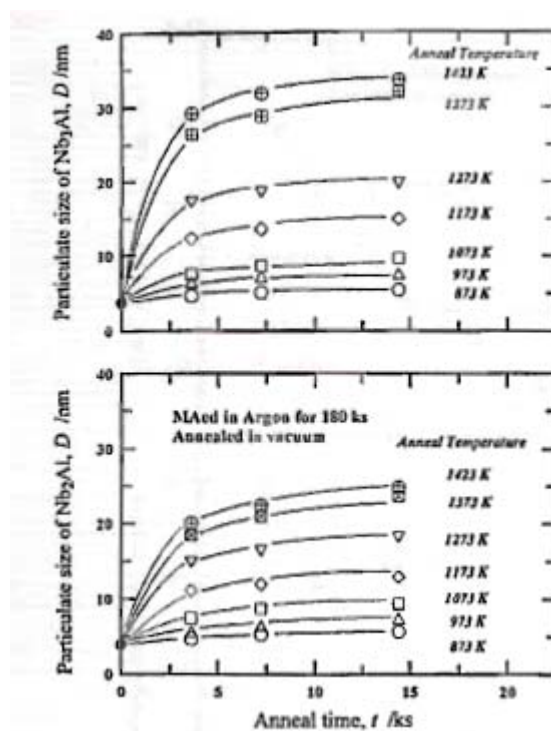 Particulate size of Nb₃Al, D /nm
40
30
20
10
0
Anneal Temperature
1423 K
1373 K
1273 K
1173 K
1073 K
973 K
873 K
Particulate size of Nb₂Al, D /nm
40
30
20
10
0
MAed in Argon for 180 ks
Annealed in vacuum
Anneal Temperature
1423 K
1373 K
1273 K
1173 K
1073 K
973 K
873 K
0 5 10 15 20
Anneal time, t /ks